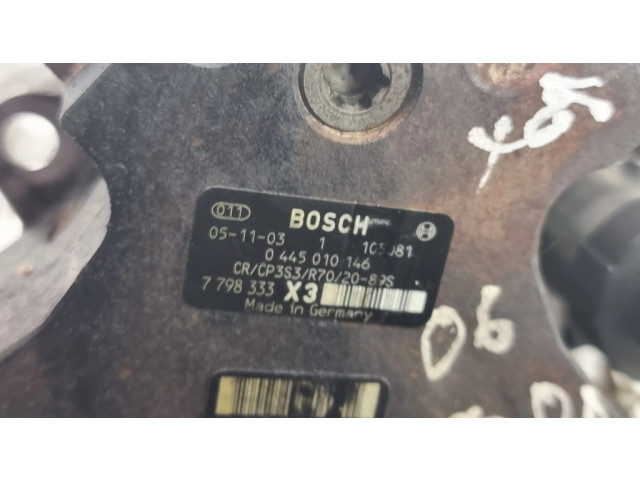 011 BOSCH
05-11-03 1
0 445 010 146
CR/CP3S3/R70/20-89S
7 798 333 X3
Made in Germany
06